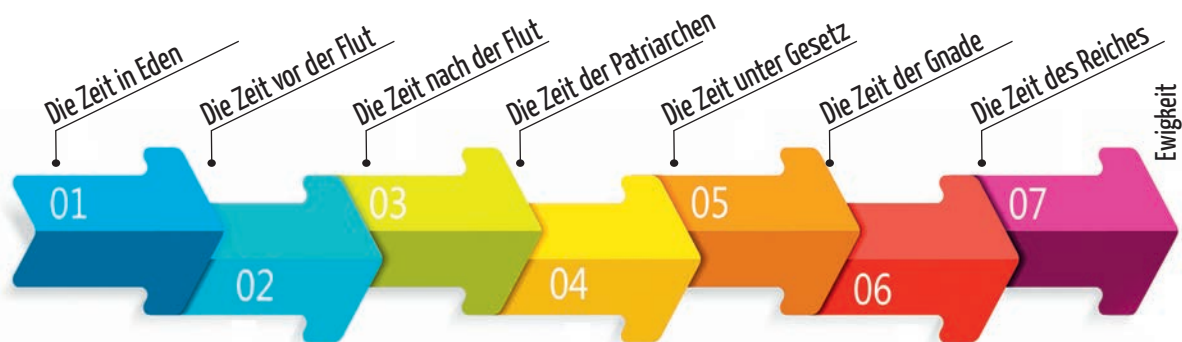 Die Zeit in Eden
Die Zeit vor der Flut
Die Zeit nach der Flut
Die Zeit der Patriarchen
Die Zeit unter Gesetz
Die Zeit der Gnade
Die Zeit des Reiches
Ewigkeit
01
02
03
04
05
06
07